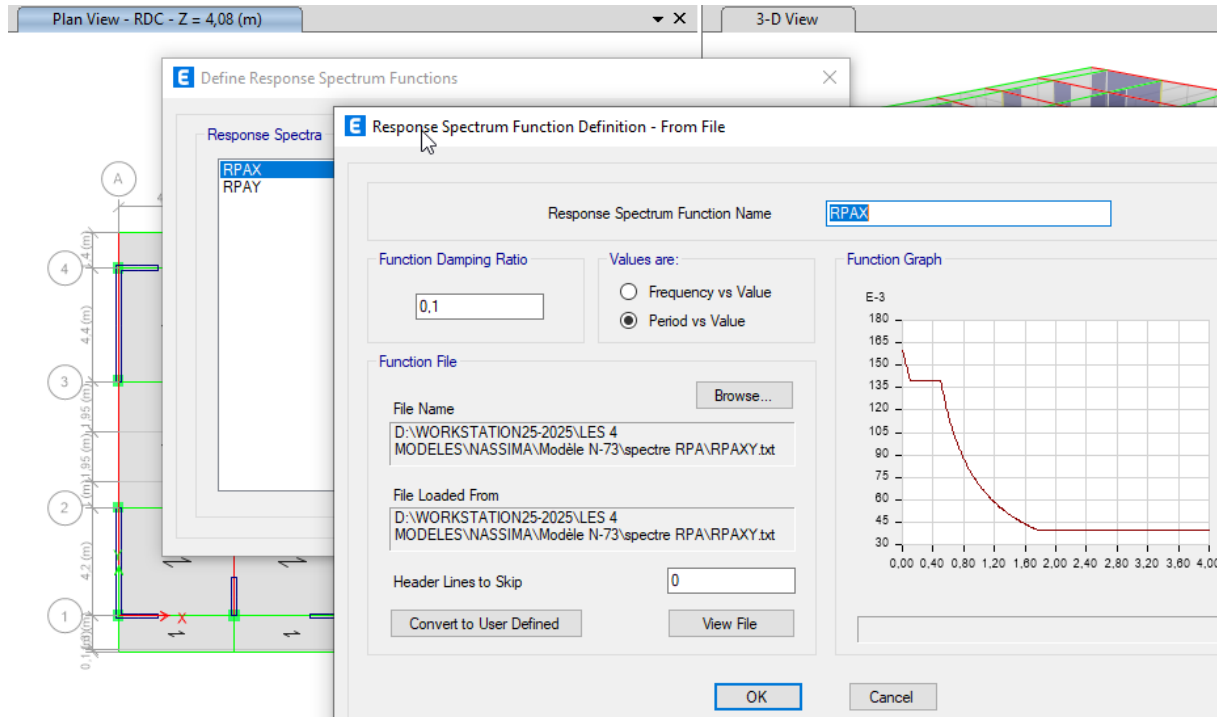 Plan View - RDC - Z = 4,08 (m)
3-D View
E Define Response Spectrum Functions
Response Spectra
RPAX
RPAY
E Response Spectrum Function Definition - From File
Response Spectrum Function Name
RPAX
Function Damping Ratio
0,1
Values are:
Frequency vs Value
Period vs Value
Function Graph
E-3
180
165
150
135
120
105
90
75
60
45
30
0,00 0,40 0,80 1,20 1,60 2,00 2,40 2,80 3,20 3,60 4,00
Function File
Browse...
File Name
D:\WORKSTATION25-2025\LES 4
MODELES\NASSIMA\Modèle N-73\spectre RPA\RPAXY.txt
File Loaded From
D:\WORKSTATION25-2025\LES 4
MODELES\NASSIMA\Modèle N-73\spectre RPA\RPAXY.txt
Header Lines to Skip
0
Convert to User Defined
View File
OK
Cancel
A
4
4
3
2
1
4,4 (m)
1,95 (m)
1,95 (m)
4,2 (m)
X